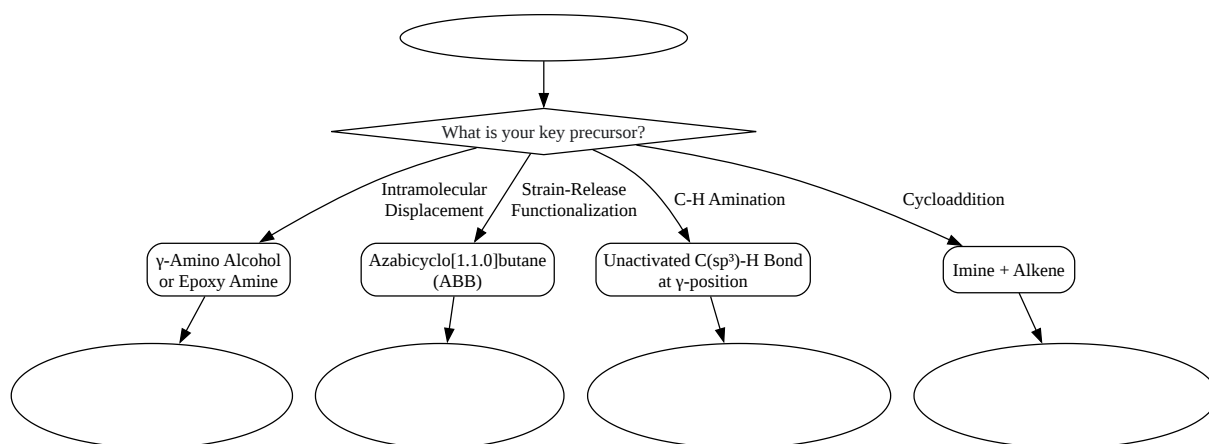 What is your key precursor?
Intramolecular
Displacement
Strain-Release
Functionalization
C-H Amination
Cycloaddition
γ-Amino Alcohol
or Epoxy Amine
Azabicyclo[1.1.0]butane
(ABB)
Unactivated C(sp³)-H Bond
at γ-position
Imine + Alkene